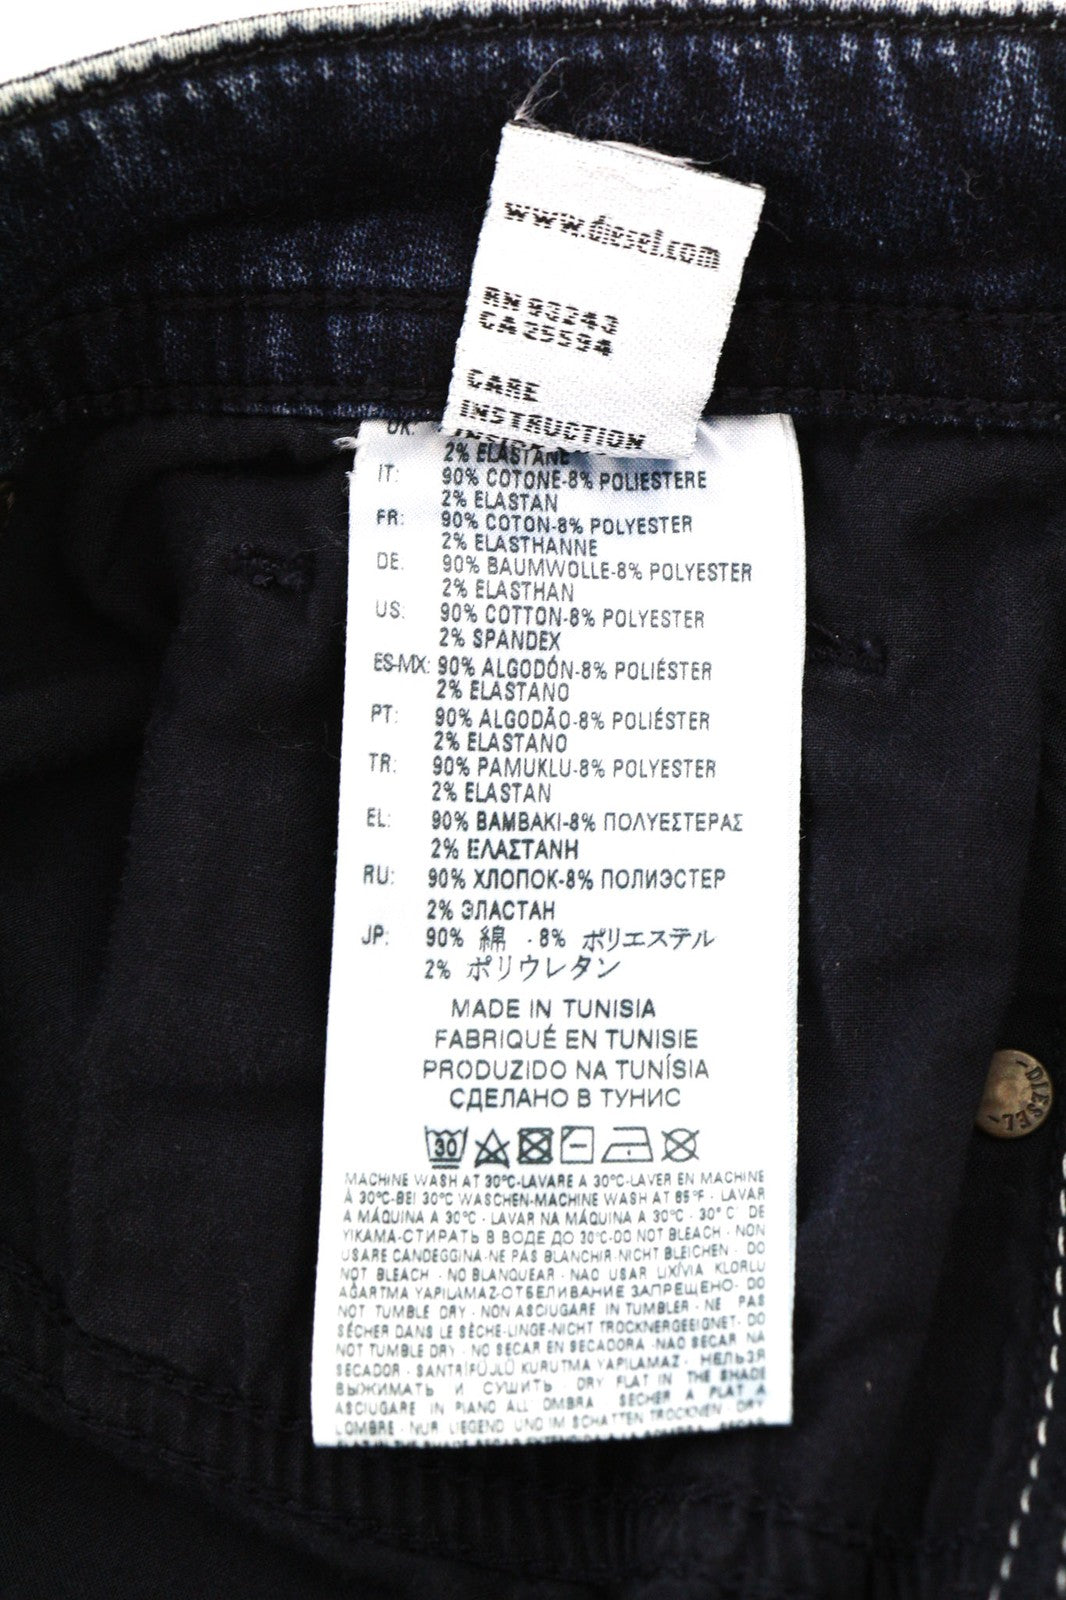 www.diesel.com
RN 93243
CA 25594
CARE
INSTRUCTION
UK:
2% ELASTANE
IT: 90% COTONE-8% POLIESTERE
2% ELASTAN
FR: 90% COTON-8% POLYESTER
2% ELASTHANNE
DE: 90% BAUMWOLLE-8% POLYESTER
2% ELASTHAN
US: 90% COTTON-8% POLYESTER
2% SPANDEX
ES-MX: 90% ALGODÓN-8% POLIÉSTER
2% ELASTANO
PT: 90% ALGODÃO-8% POLIÉSTER
2% ELASTANO
TR: 90% PAMUKLU-8% POLYESTER
2% ELASTAN
EL: 90% ΒΑΜΒΑΚΙ-8% ΠΟΛΥΕΣΤΕΡΑΣ
2% ΕΛΑΣΤΑΝΗ
RU: 90% ХЛОПОК-8% ПОЛИЭСТЕР
2% ЭЛАСТАН
JP: 90% 綿 · 8% ポリエステル
2% ポリウレタン
MADE IN TUNISIA
FABRIQUÉ EN TUNISIE
PRODUZIDO NA TUNÍSIA
СДЕЛАНО В ТУНИС
30
MACHINE WASH AT 30°C-LAVARE A 30°C-LAVER EN MACHINE
À 30°C-BEI 30°C WASCHEN-MACHINE WASH AT 85°F · LAVAR
A MÁQUINA A 30°C · LAVAR NA MÁQUINA A 30°C · 30° C' DE
YIKAMA-СТИРАТЬ В ВОДЕ ДО 30°C-DO NOT BLEACH · NON
USARE CANDEGGINA-NE PAS BLANCHIR-NICHT BLEICHEN · DO
NOT BLEACH · NO BLANQUEAR · NAO USAR LIXÍVIA KLORLU
AĞARTMA YAPILAMAZ-ОТБЕЛИВАНИЕ ЗАПРЕЩЕНО- DO
NOT TUMBLE DRY · NON ASCIUGARE IN TUMBLER · NE PAS
SÉCHER DANS LE SÈCHE-LINGE-NICHT TROCKNERGEEIGNET- DO
NOT TUMBLE DRY · NO SECAR EN SECADORA · NAO SECAR NA
SECADOR · SANTRİFÜJLÜ KURUTMA YAPILAMAZ · НЕЛЬЗЯ
ВЫЖИМАТЬ И СУШИТЬ · DRY FLAT IN THE SHADE
ASCIUGARE IN PIANO ALL' OMBRA · SÉCHER A PLAT A
LOMBRE · NUR LIEGEND UND IM SCHATTEN TROCKNEN · DRY
FLAT IN THE SHADE
DIESEL